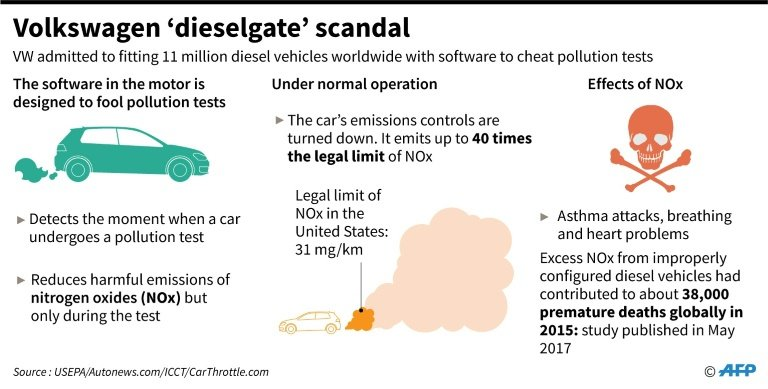 Volkswagen ‘dieselgate’ scandal
VW admitted to fitting 11 million diesel vehicles worldwide with software to cheat pollution tests
The software in the motor is
designed to fool pollution tests
▶ Detects the moment when a car
undergoes a pollution test
▶ Reduces harmful emissions of
nitrogen oxides (NOx) but
only during the test
Under normal operation
▶ The car’s emissions controls are
turned down. It emits up to 40 times
the legal limit of NOx
Legal limit of
NOx in the
United States:
31 mg/km
Effects of NOx
▶ Asthma attacks, breathing
and heart problems
Excess NOx from improperly
configured diesel vehicles had
contributed to about 38,000
premature deaths globally in
2015: study published in May
2017
Source : USEPA/Autonews.com/ICCT/CarThrottle.com
© AFP